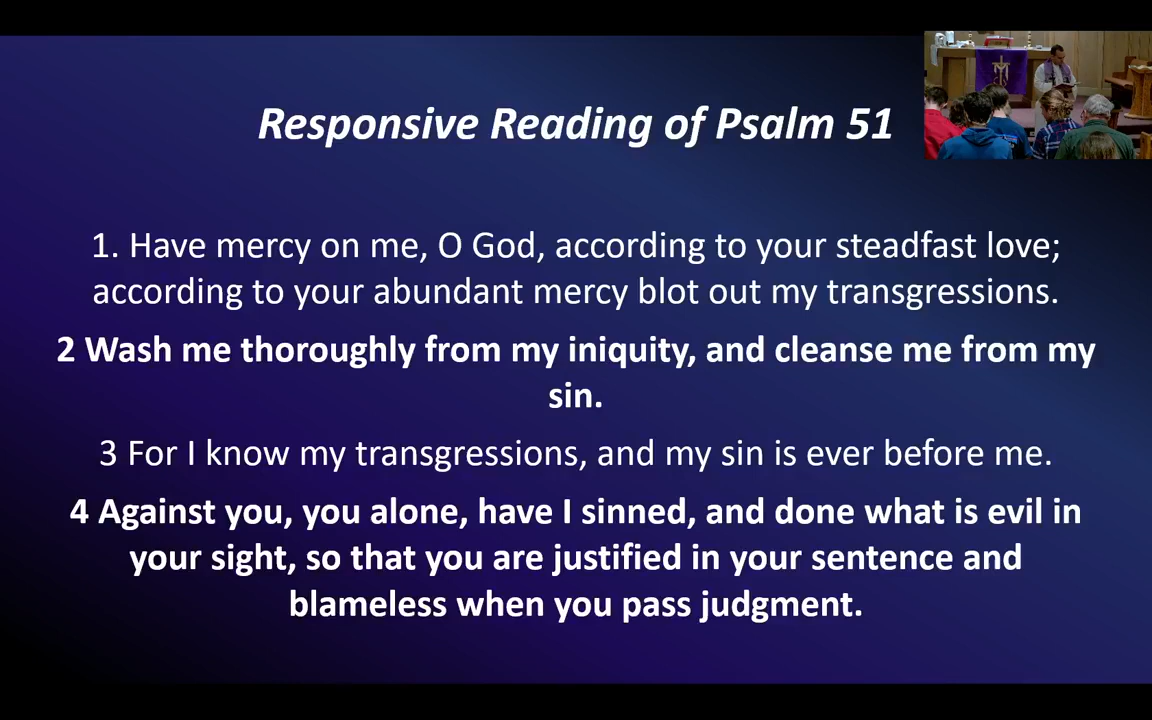 Responsive Reading of Psalm 51
1. Have mercy on me, O God, according to your steadfast love;
according to your abundant mercy blot out my transgressions.
2 Wash me thoroughly from my iniquity, and cleanse me from my
sin.
3 For I know my transgressions, and my sin is ever before me.
4 Against you, you alone, have I sinned, and done what is evil in
your sight, so that you are justified in your sentence and
blameless when you pass judgment.